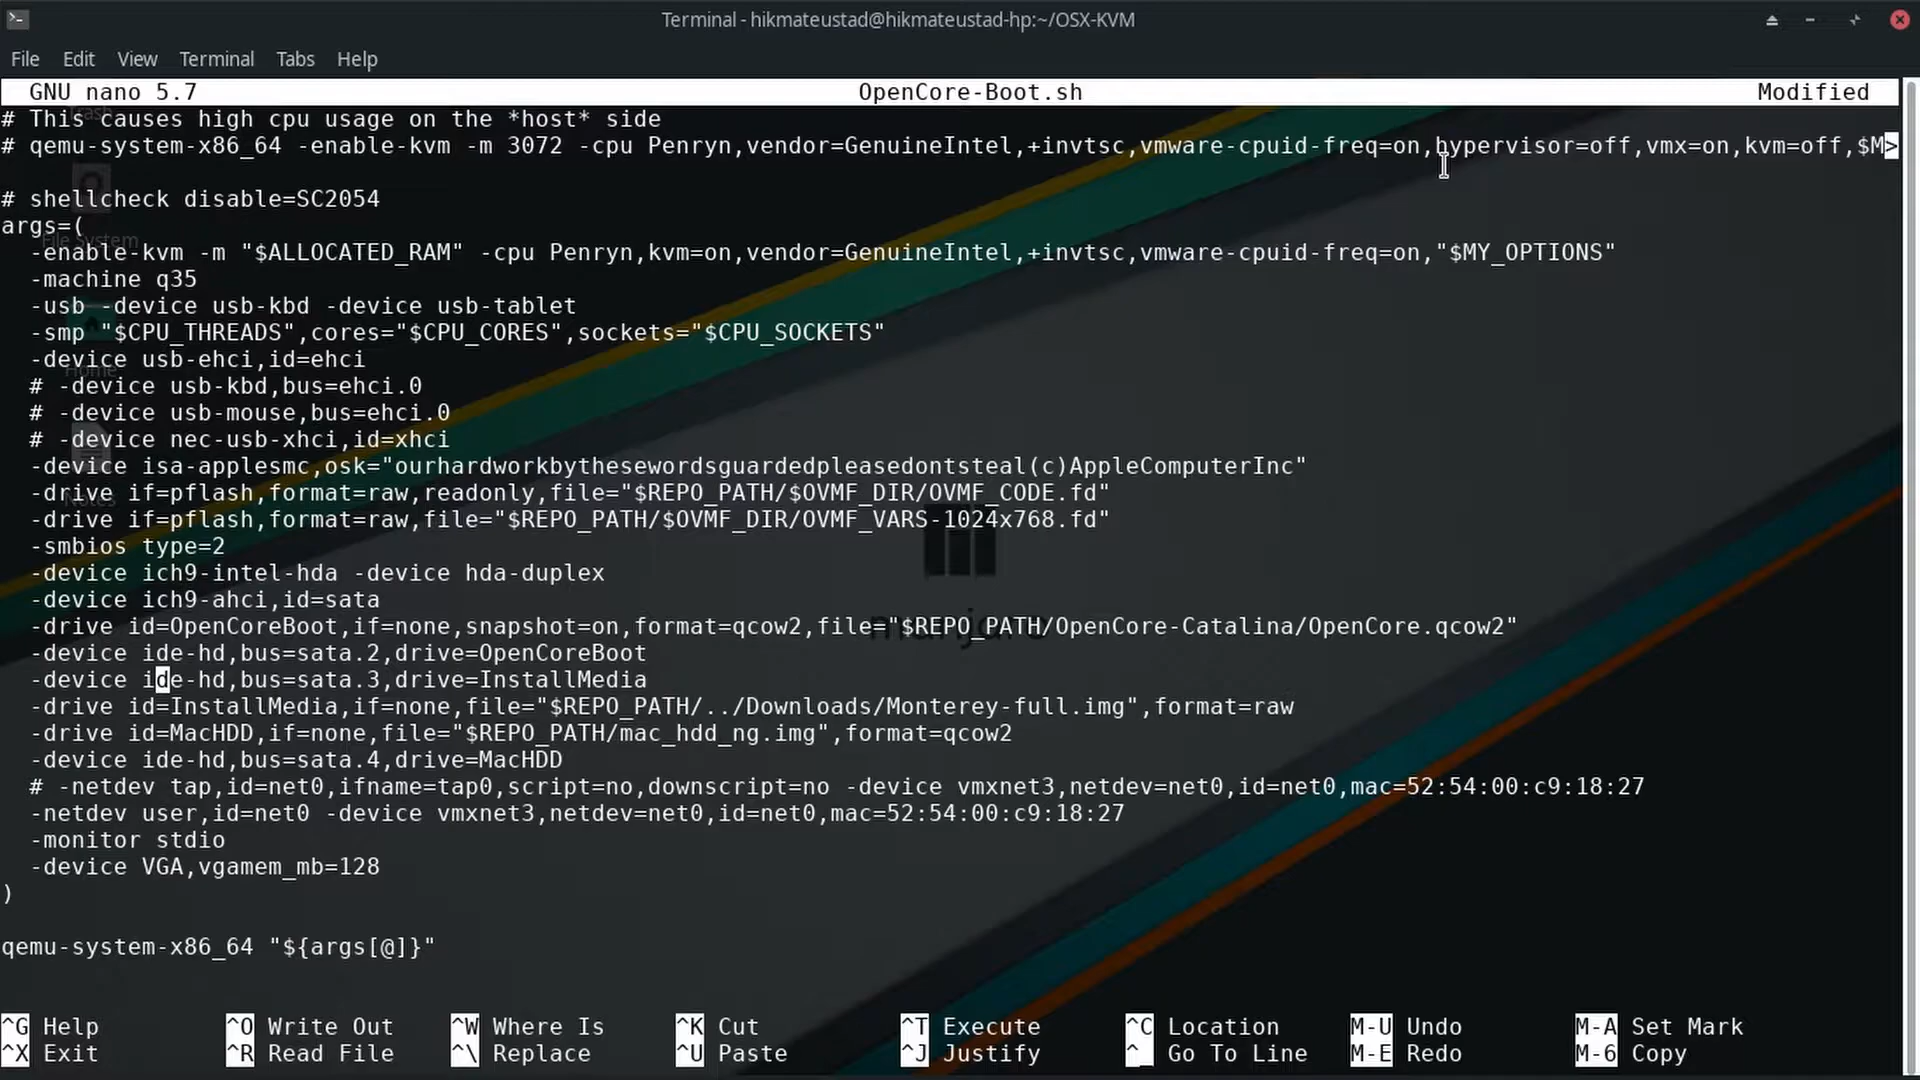 Terminal - hikmateustad@hikmateustad-hp:~/OSX-KVM
File Edit View Terminal Tabs Help
GNU nano 5.7 OpenCore-Boot.sh Modified
# This causes high cpu usage on the *host* side
# qemu-system-x86_64 -enable-kvm -m 3072 -cpu Penryn,vendor=GenuineIntel,+invtsc,vmware-cpuid-freq=on,hypervisor=off,vmx=on,kvm=off,$M>
# shellcheck disable=SC2054
args=(
-enable-kvm -m "$ALLOCATED_RAM" -cpu Penryn,kvm=on,vendor=GenuineIntel,+invtsc,vmware-cpuid-freq=on,"$MY_OPTIONS"
-machine q35
-usb -device usb-kbd -device usb-tablet
-smp "$CPU_THREADS",cores="$CPU_CORES",sockets="$CPU_SOCKETS"
-device usb-ehci,id=ehci
# -device usb-kbd,bus=ehci.0
# -device usb-mouse,bus=ehci.0
# -device nec-usb-xhci,id=xhci
-device isa-applesmc,osk="ourhardworkbythesewordsguardedpleasedontsteal(c)AppleComputerInc"
-drive if=pflash,format=raw,readonly,file="$REPO_PATH/$OVMF_DIR/OVMF_CODE.fd"
-drive if=pflash,format=raw,file="$REPO_PATH/$OVMF_DIR/OVMF_VARS-1024x768.fd"
-smbios type=2
-device ich9-intel-hda -device hda-duplex
-device ich9-ahci,id=sata
-drive id=OpenCoreBoot,if=none,snapshot=on,format=qcow2,file="$REPO_PATH/OpenCore-Catalina/OpenCore.qcow2"
-device ide-hd,bus=sata.2,drive=OpenCoreBoot
-device ide-hd,bus=sata.3,drive=InstallMedia
-drive id=InstallMedia,if=none,file="$REPO_PATH/../Downloads/Monterey-full.img",format=raw
-drive id=MacHDD,if=none,file="$REPO_PATH/mac_hdd_ng.img",format=qcow2
-device ide-hd,bus=sata.4,drive=MacHDD
# -netdev tap,id=net0,ifname=tap0,script=no,downscript=no -device vmxnet3,netdev=net0,id=net0,mac=52:54:00:c9:18:27
-netdev user,id=net0 -device vmxnet3,netdev=net0,id=net0,mac=52:54:00:c9:18:27
-monitor stdio
-device VGA,vgamem_mb=128
)
qemu-system-x86_64 "${args[@]}"
^G Help ^O Write Out ^W Where Is ^K Cut ^T Execute ^C Location M-U Undo M-A Set Mark
^X Exit ^R Read File ^\ Replace ^U Paste ^J Justify ^_ Go To Line M-E Redo M-6 Copy
Trash
File System
Home
Notes